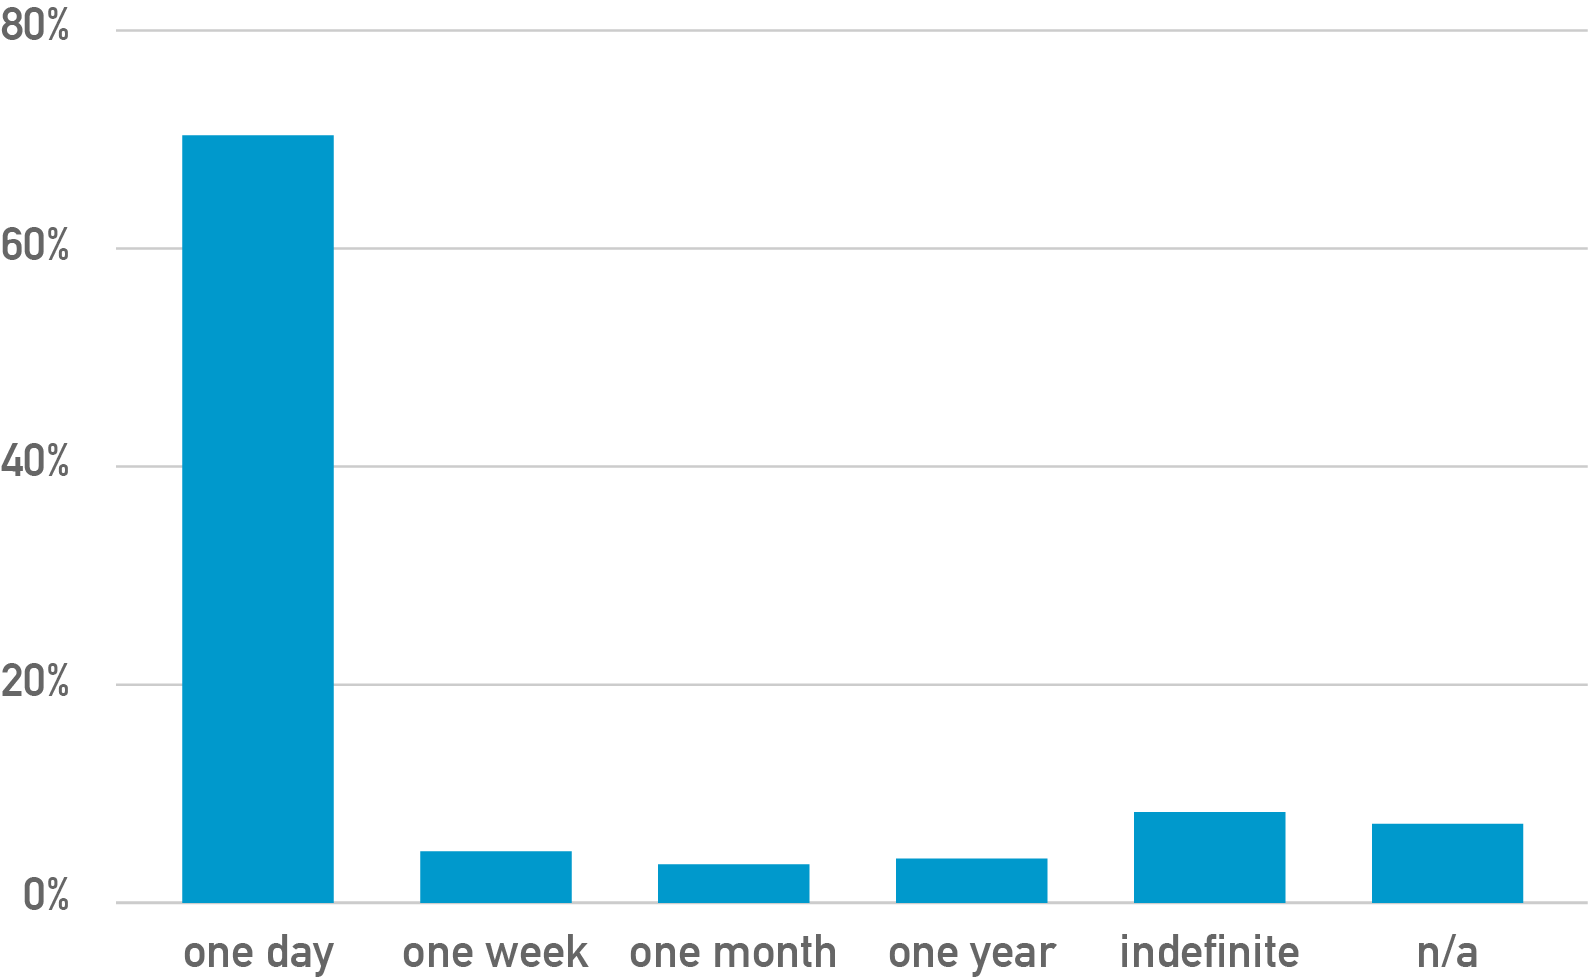 80%
60%
40%
20%
0%
one day
one week
one month
one year
indefinite
n/a